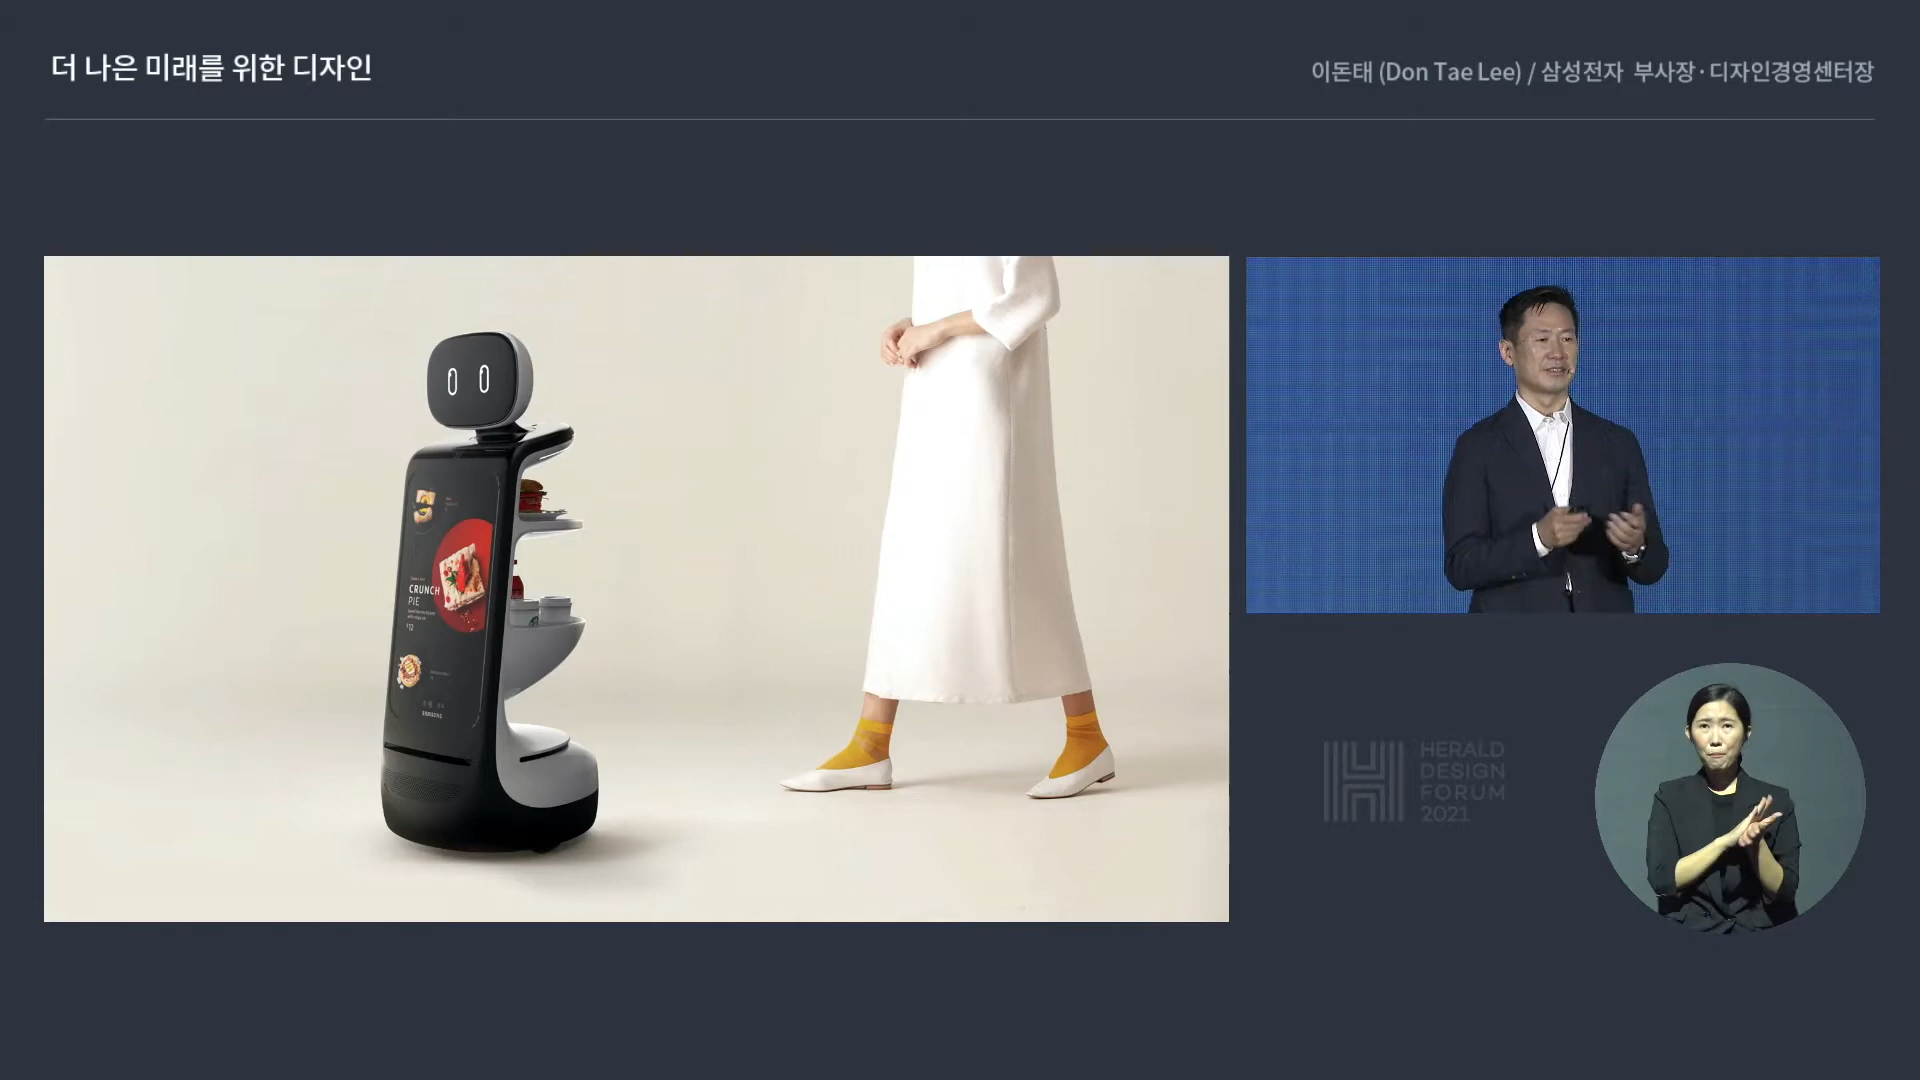 더 나은 미래를 위한 디자인
이돈태 (Don Tae Lee) / 삼성전자 부사장·디자인경영센터장
CRUNCH
PIE
$12
SAMSUNG
HERALD
DESIGN
FORUM
2021